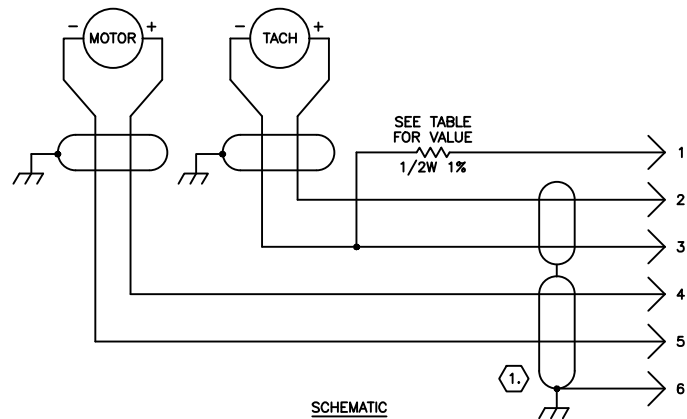 - MOTOR +
- TACH +
SEE TABLE
FOR VALUE
1/2W 1%
1
2
3
4
5
1.
6
SCHEMATIC